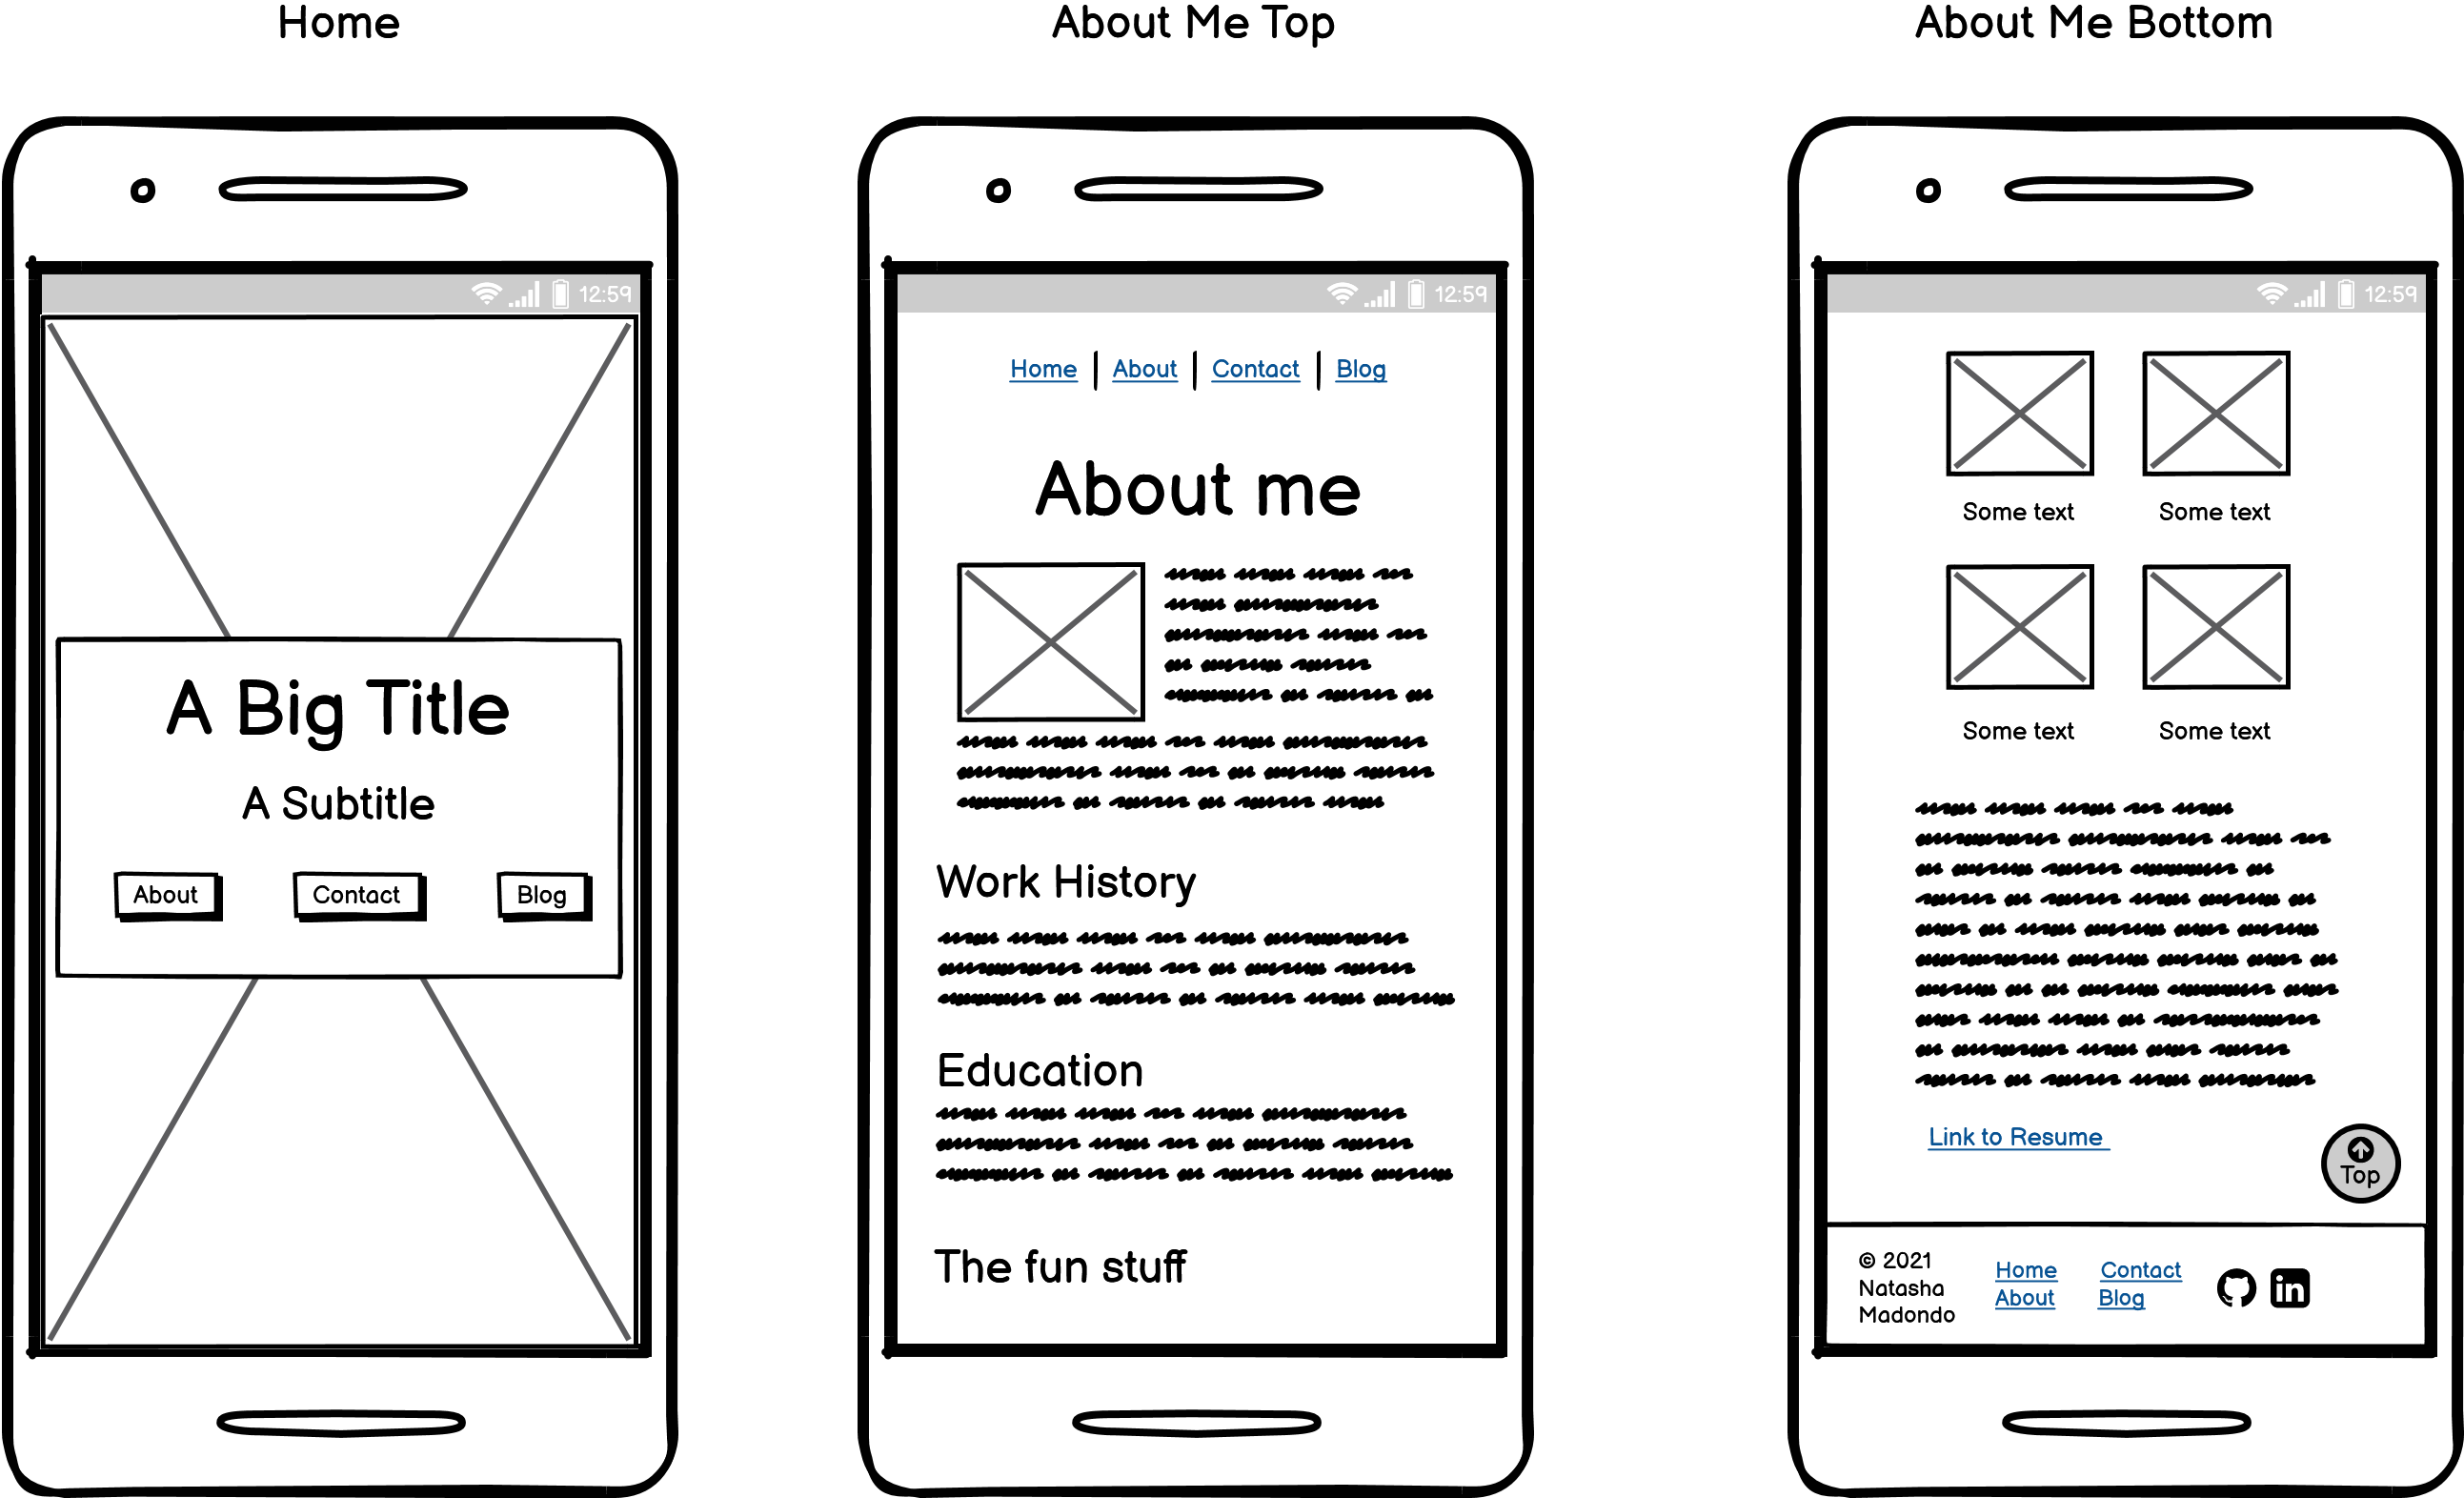 Home
About Me Top
About Me Bottom
12:59
A Big Title
A Subtitle
About
Contact
Blog
12:59
Home | About | Contact | Blog
About me
Work History
Education
The fun stuff
12:59
Some text
Some text
Some text
Some text
Link to Resume
Top
© 2021
Natasha
Madondo
Home
About
Contact
Blog
in